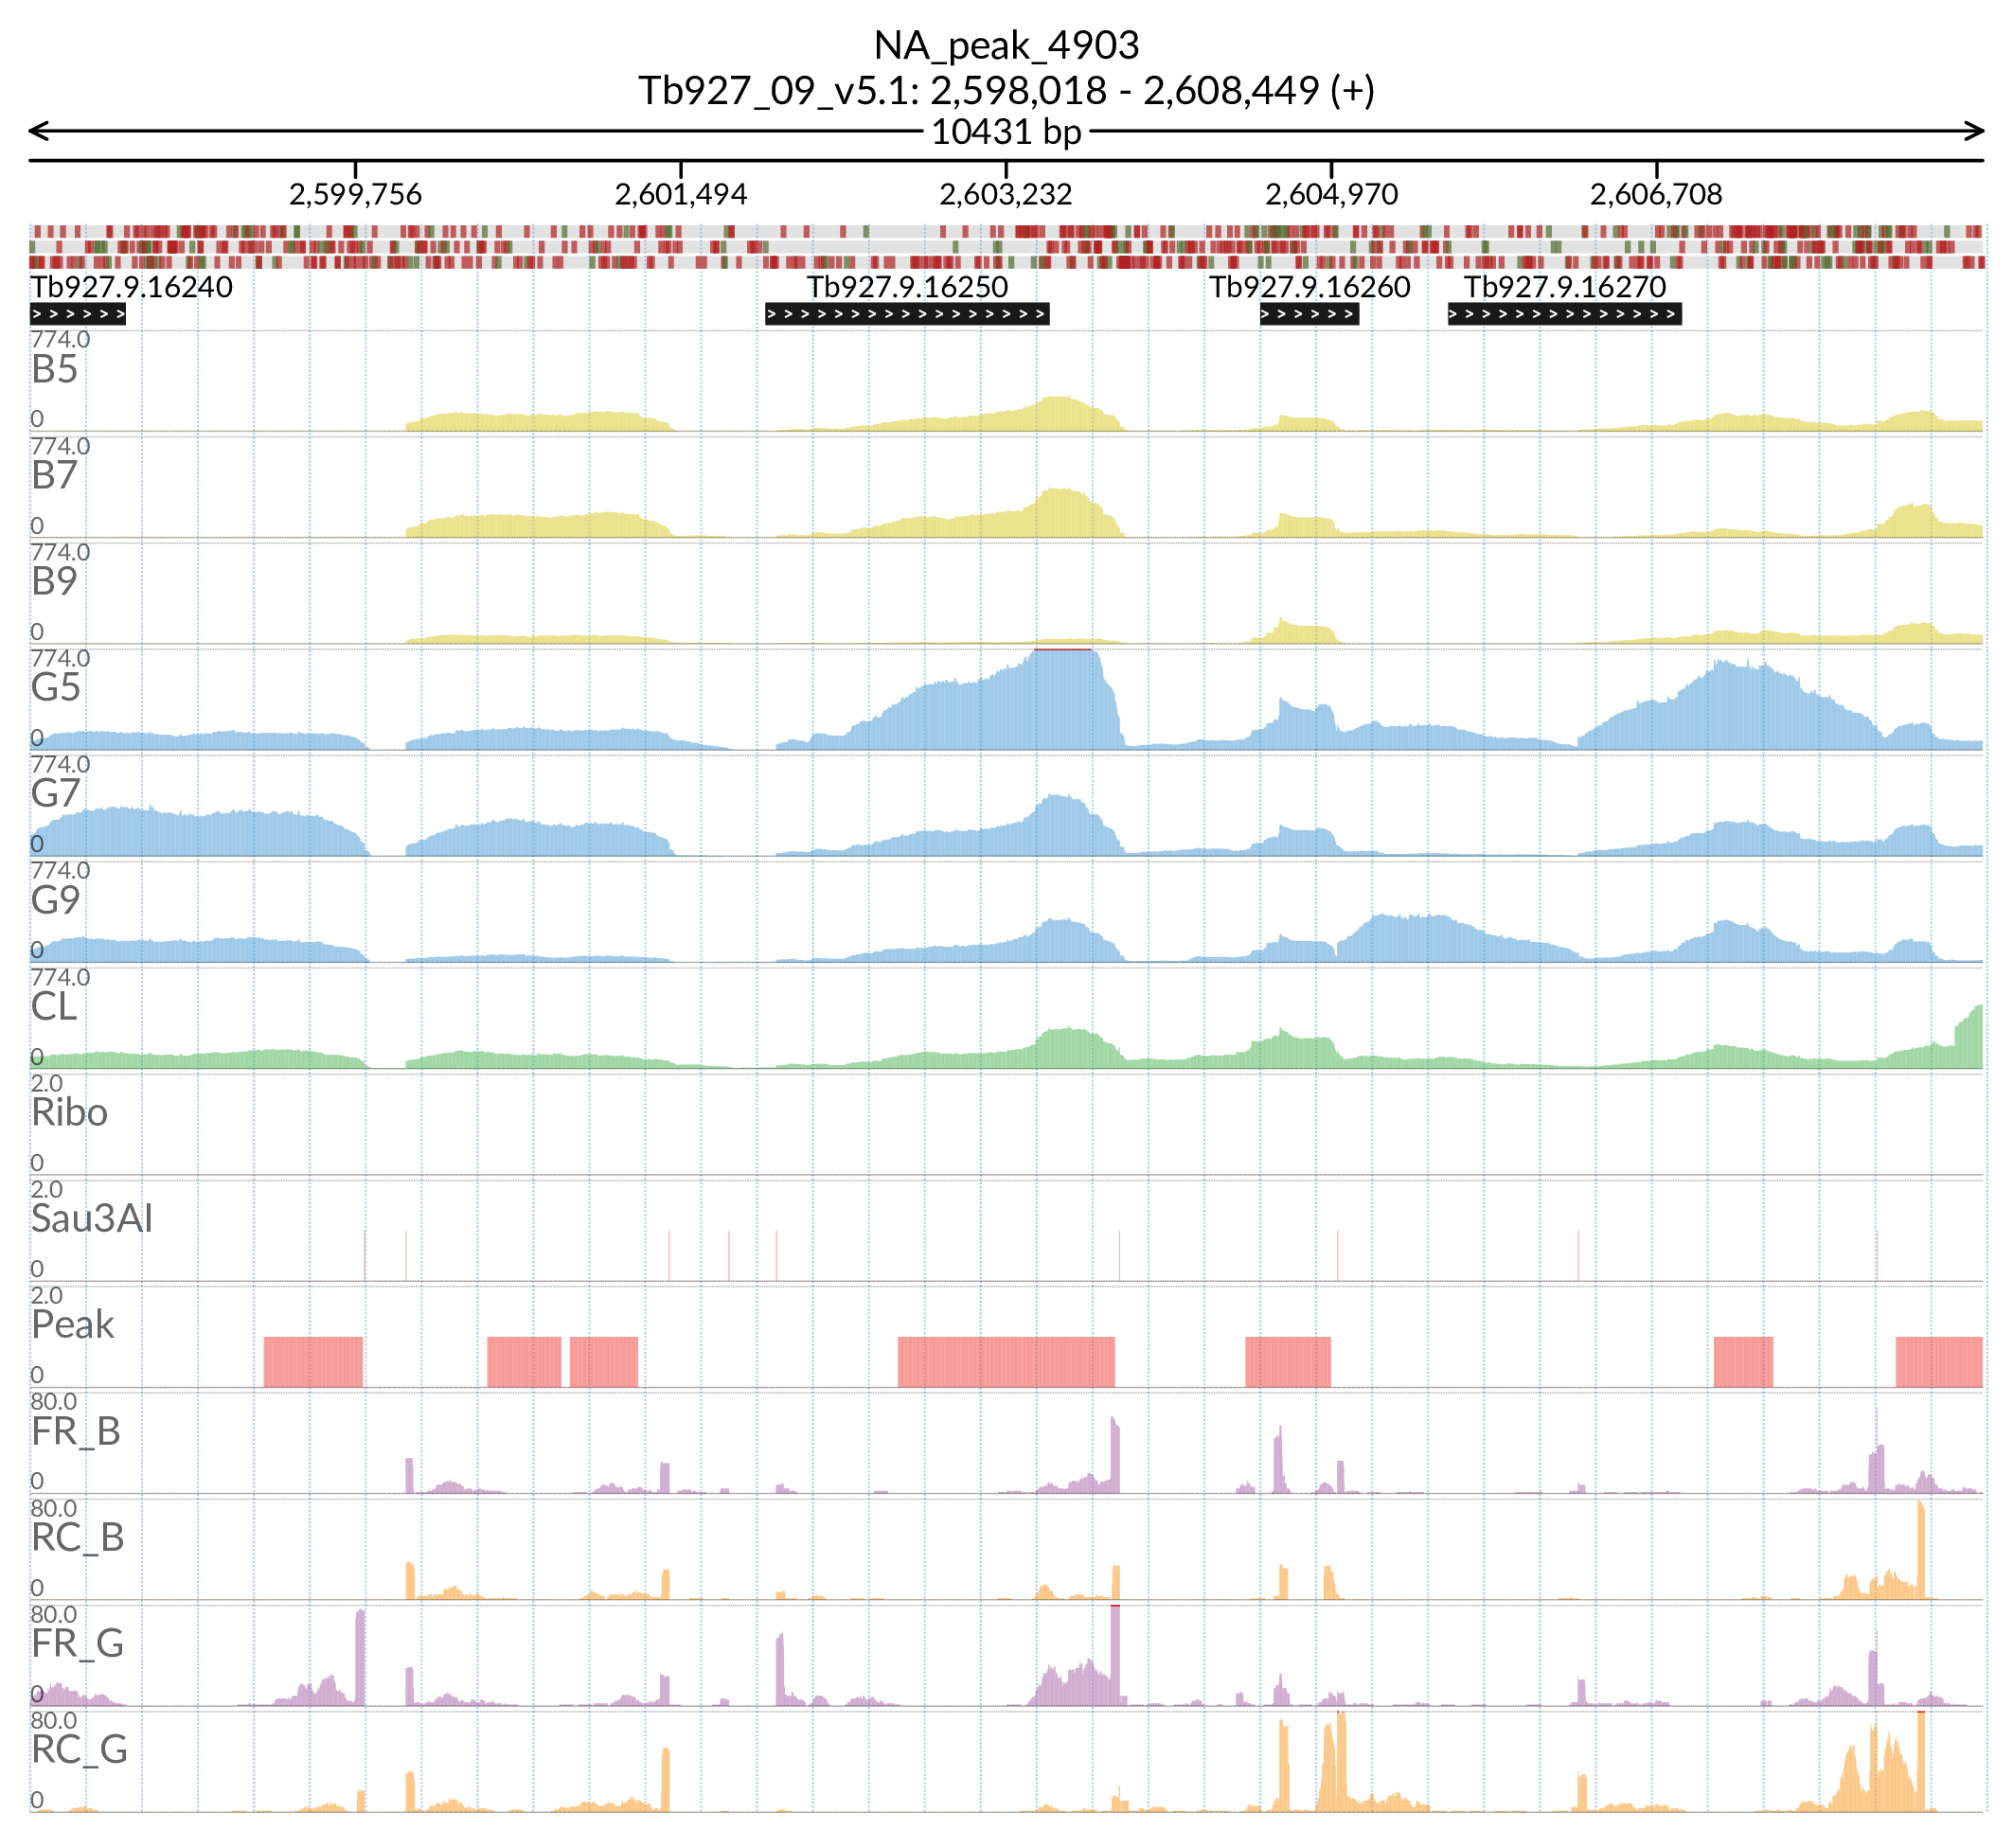 NA_peak_4903
Tb927_09_v5.1: 2,598,018 - 2,608,449 (+)
10431 bp
2,599,756 2,601,494 2,603,232 2,604,970 2,606,708
Tb927.9.16240 Tb927.9.16250 Tb927.9.16260 Tb927.9.16270
774.0
B5
0
774.0
B7
0
774.0
B9
0
774.0
G5
0
774.0
G7
0
774.0
G9
0
774.0
CL
0
2.0
Ribo
0
2.0
Sau3AI
0
2.0
Peak
0
80.0
FR_B
0
80.0
RC_B
0
80.0
FR_G
0
80.0
RC_G
0